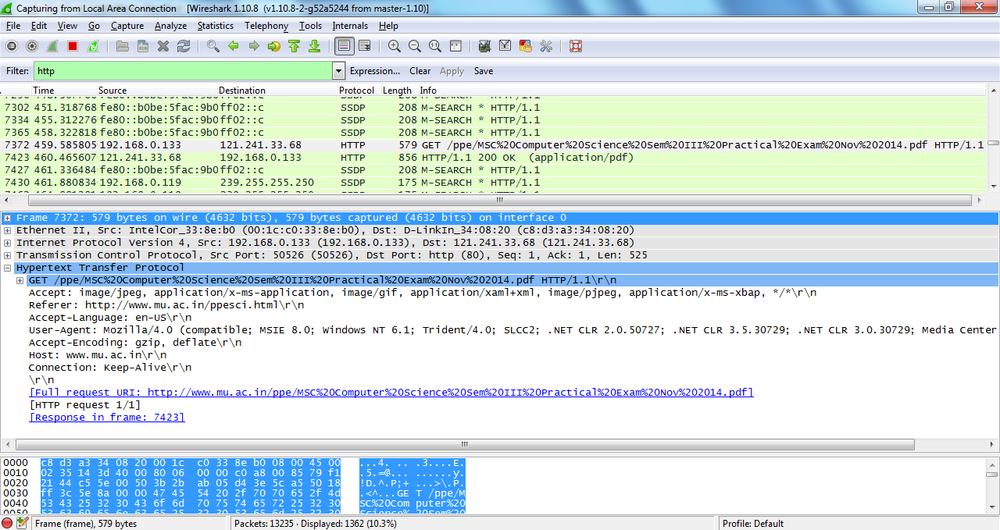 Capturing from Local Area Connection [Wireshark 1.10.8 (v1.10.8-2-g52a5244 from master-1.10)]
File Edit View Go Capture Analyze Statistics Telephony Tools Internals Help
Filter: http Expression... Clear Apply Save
Time Source Destination Protocol Length Info
7302 451.318768 fe80::b0be:5fac:9b0 ff02::c SSDP 208 M-SEARCH * HTTP/1.1
7334 455.312276 fe80::b0be:5fac:9b0 ff02::c SSDP 208 M-SEARCH * HTTP/1.1
7365 458.322818 fe80::b0be:5fac:9b0 ff02::c SSDP 208 M-SEARCH * HTTP/1.1
7372 459.585805 192.168.0.133 121.241.33.68 HTTP 579 GET /ppe/MSC%20Computer%20Science%20Sem%20III%20Practical%20Exam%20Nov%202014.pdf HTTP/1.1
7423 460.465607 121.241.33.68 192.168.0.133 HTTP 856 HTTP/1.1 200 OK (application/pdf)
7427 461.336484 fe80::b0be:5fac:9b0 ff02::c SSDP 208 M-SEARCH * HTTP/1.1
7430 461.880834 192.168.0.119 239.255.255.250 SSDP 175 M-SEARCH * HTTP/1.1
Frame 7372: 579 bytes on wire (4632 bits), 579 bytes captured (4632 bits) on interface 0
Ethernet II, Src: IntelCor_33:8e:b0 (00:1c:c0:33:8e:b0), Dst: D-LinkIn_34:08:20 (c8:d3:a3:34:08:20)
Internet Protocol Version 4, Src: 192.168.0.133 (192.168.0.133), Dst: 121.241.33.68 (121.241.33.68)
Transmission Control Protocol, Src Port: 50526 (50526), Dst Port: http (80), Seq: 1, Ack: 1, Len: 525
Hypertext Transfer Protocol
GET /ppe/MSC%20Computer%20Science%20Sem%20III%20Practical%20Exam%20Nov%202014.pdf HTTP/1.1\r\n
Accept: image/jpeg, application/x-ms-application, image/gif, application/xaml+xml, image/pjpeg, application/x-ms-xbap, */*\r\n
Referer: http://www.mu.ac.in/ppesci.html\r\n
Accept-Language: en-US\r\n
User-Agent: Mozilla/4.0 (compatible; MSIE 8.0; Windows NT 6.1; Trident/4.0; SLCC2; .NET CLR 2.0.50727; .NET CLR 3.5.30729; .NET CLR 3.0.30729; Media Center
Accept-Encoding: gzip, deflate\r\n
Host: www.mu.ac.in\r\n
Connection: Keep-Alive\r\n
\r\n
[Full request URI: http://www.mu.ac.in/ppe/MSC%20Computer%20Science%20Sem%20III%20Practical%20Exam%20Nov%202014.pdf]
[HTTP request 1/1]
[Response in frame: 7423]
0000 c8 d3 a3 34 08 20 00 1c c0 33 8e b0 08 00 45 00 ...4. .. .3....E.
0010 02 35 14 3d 40 00 80 06 00 00 c0 a8 00 85 79 f1 .5.=@... ......y.
0020 21 44 c5 5e 00 50 3b 2b ab 05 d4 3e 5c a5 50 18 !D.^.P;+ ...>\.P.
0030 ff 3c 5e 8a 00 00 47 45 54 20 2f 70 70 65 2f 4d .<^...GE T /ppe/M
0040 53 43 25 32 30 43 6f 6d 70 75 74 65 72 25 32 30 SC%20Com puter%20
Frame (frame), 579 bytes Packets: 13235 · Displayed: 1362 (10.3%) Profile: Default